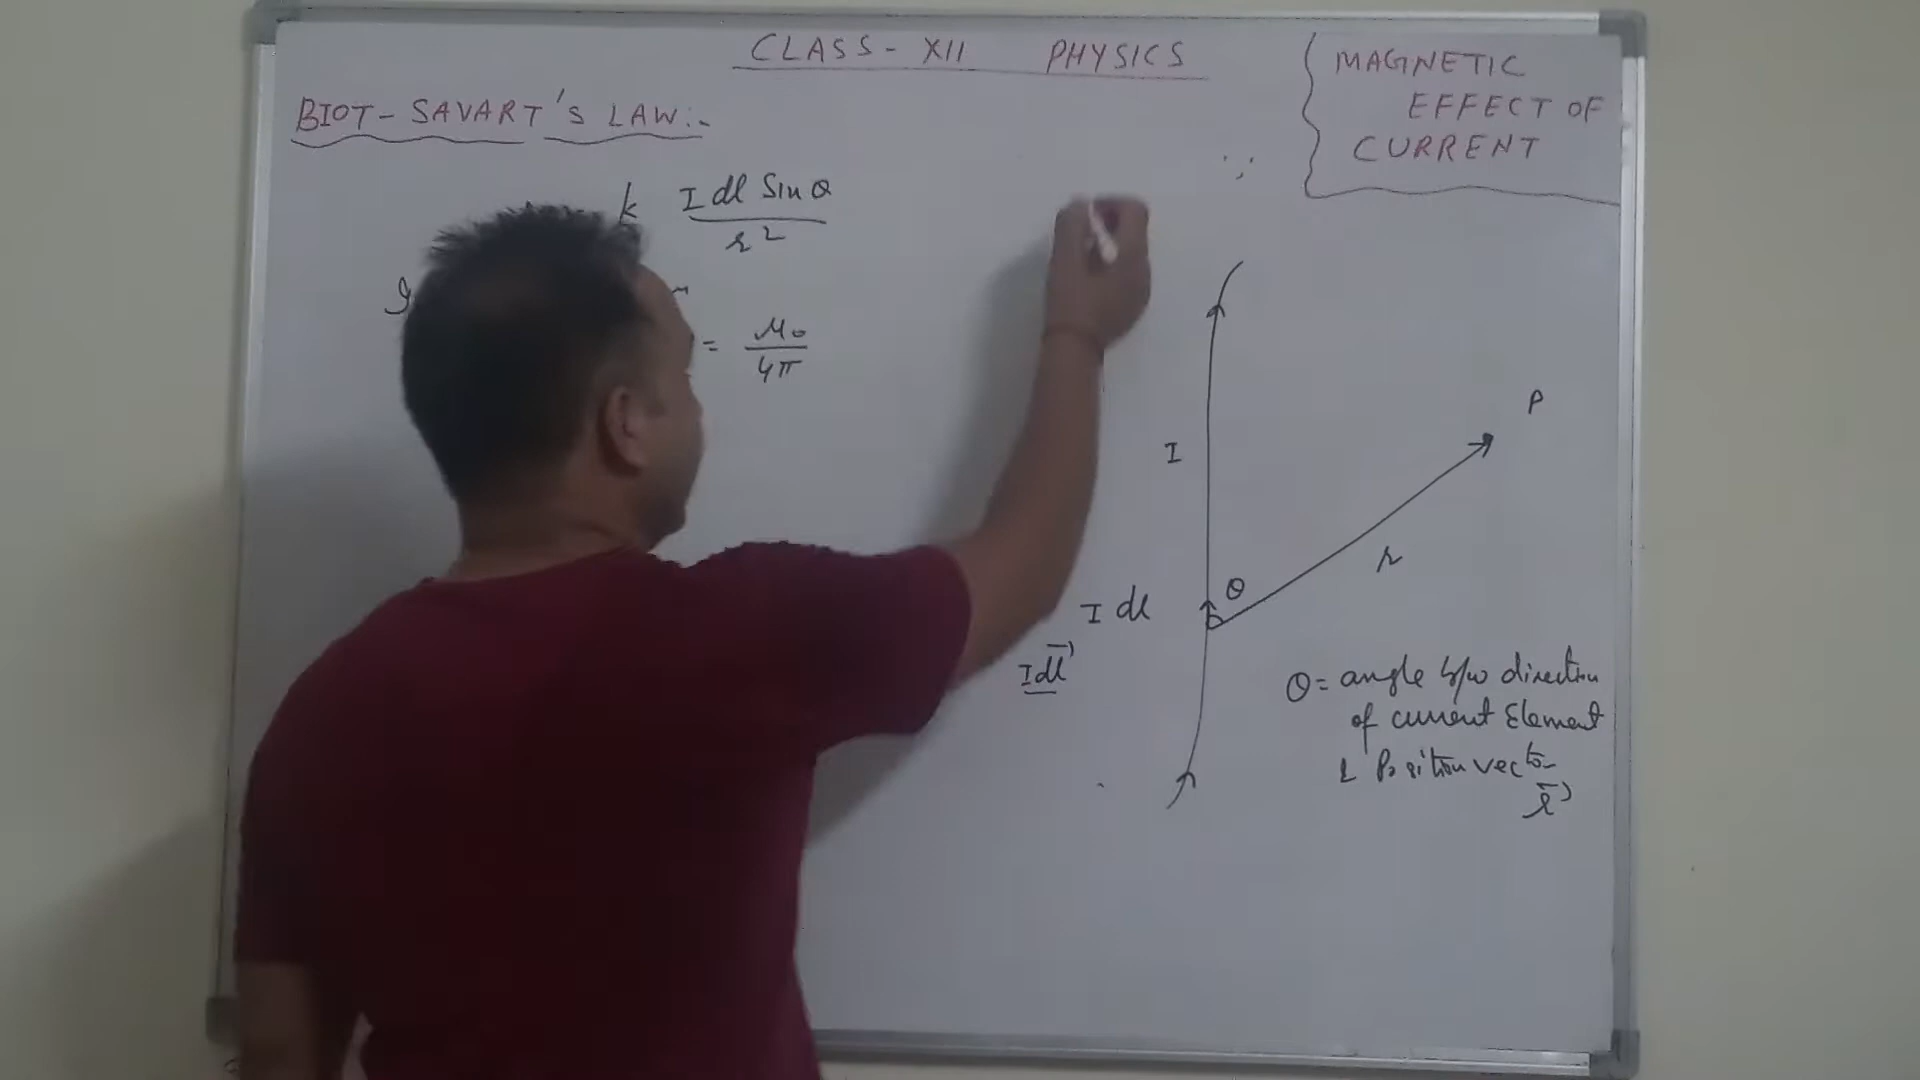 CLASS- XII PHYSICS
MAGNETIC
EFFECT OF
CURRENT
BIOT-SAVART'S LAW:-
k I dl Sin θ
r²
= μ₀
4π
P
I
r
θ
I dl
I dl⃗
θ = angle b/w direction
of current Element
& Position vector
r⃗